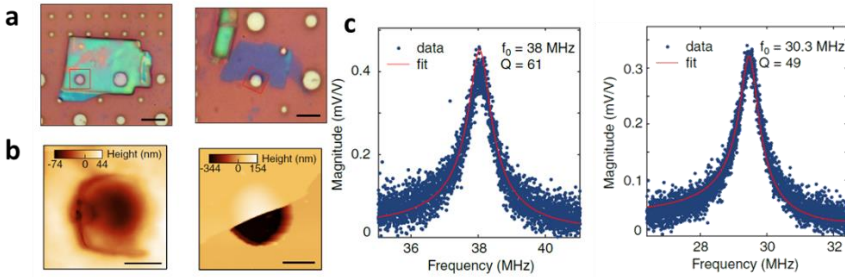 a
b
Height (nm)
-74 0 44
Height (nm)
-344 0 154
c
data
fit
f₀ = 38 MHz
Q = 61
Magnitude (mV/V)
0.4
0.2
0
36
38
40
Frequency (MHz)
data
fit
f₀ = 30.3 MHz
Q = 49
Magnitude (mV/V)
0.3
0.2
0.1
0
28
30
32
Frequency (MHz)